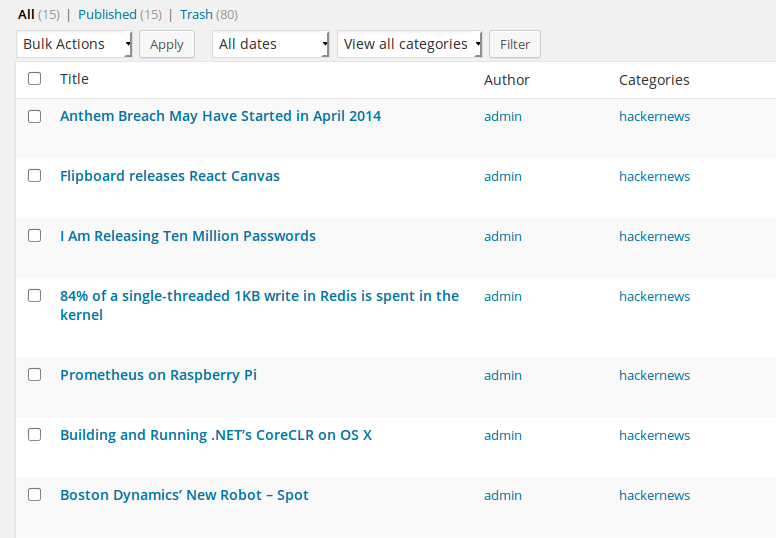 All (15) | Published (15) | Trash (80)
Bulk Actions Apply All dates View all categories Filter
Title Author Categories
Anthem Breach May Have Started in April 2014 admin hackernews
Flipboard releases React Canvas admin hackernews
I Am Releasing Ten Million Passwords admin hackernews
84% of a single-threaded 1KB write in Redis is spent in the admin hackernews
kernel
Prometheus on Raspberry Pi admin hackernews
Building and Running .NET’s CoreCLR on OS X admin hackernews
Boston Dynamics’ New Robot – Spot admin hackernews